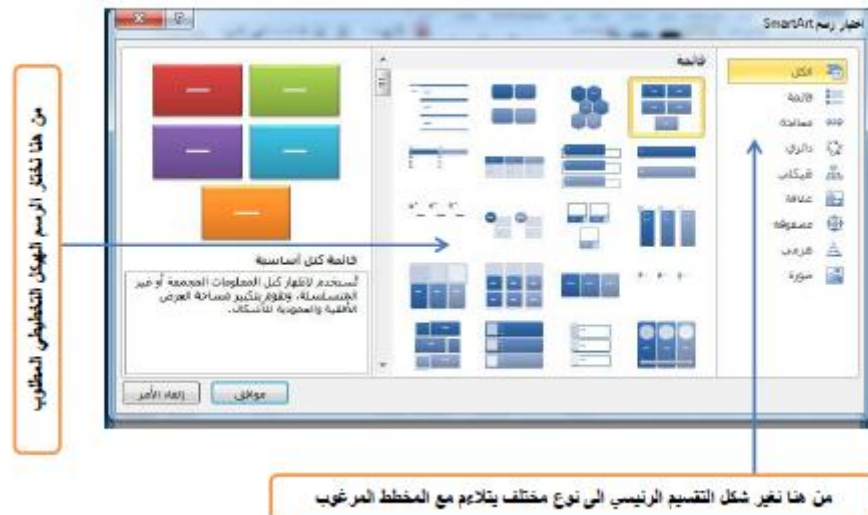 اختيار رسم SmartArt
الكل
قائمة
معالجة
دائري
هيكلي
علاقة
مصفوفة
هرمي
صورة
قائمة
قائمة كتل أساسية
تُستخدم لإظهار كتل المعلومات المجمعة أو غير
المتسلسلة، وتقوم بتكبير مساحة العرض
الأفقية والعمودية للأشكال.
موافق
إلغاء الأمر
من هنا نختار الرسم الهيكل التخطيطي المطلوب
من هنا نغير شكل التقسيم الرئيسي الى نوع مختلف يتلاءم مع المخطط المرغوب